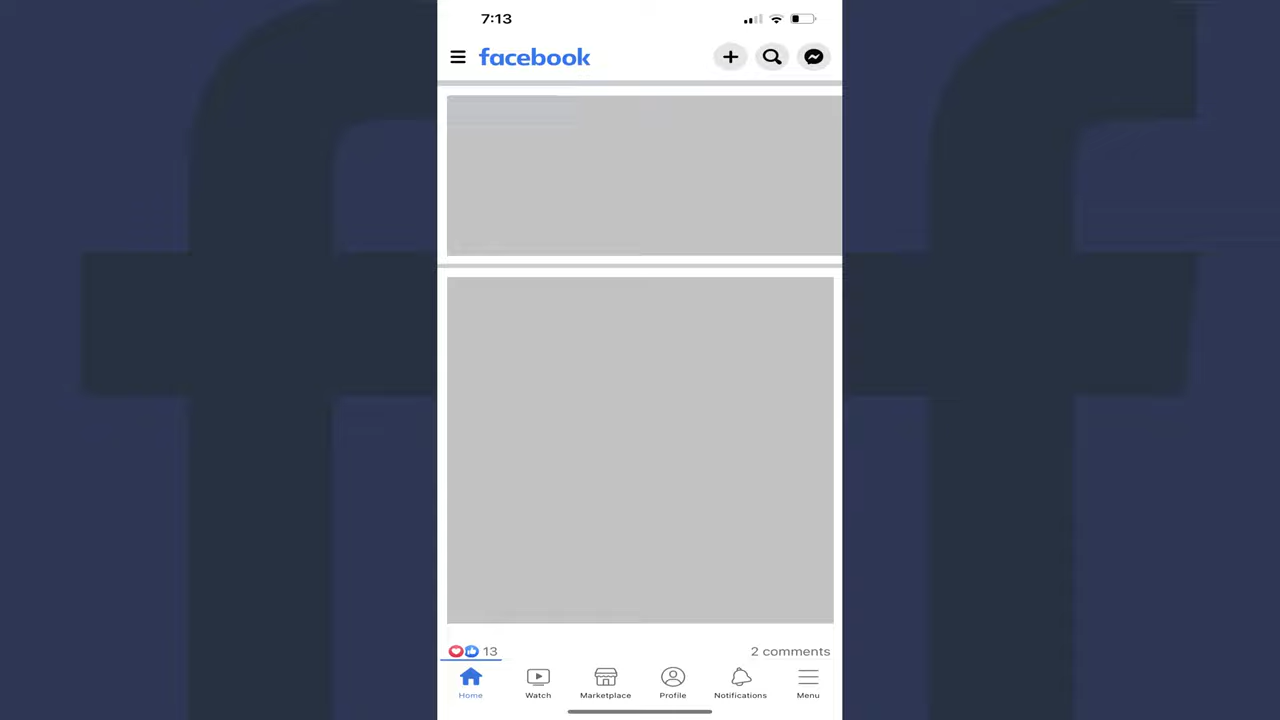 7:13
facebook
13
2 comments
Home
Watch
Marketplace
Profile
Notifications
Menu